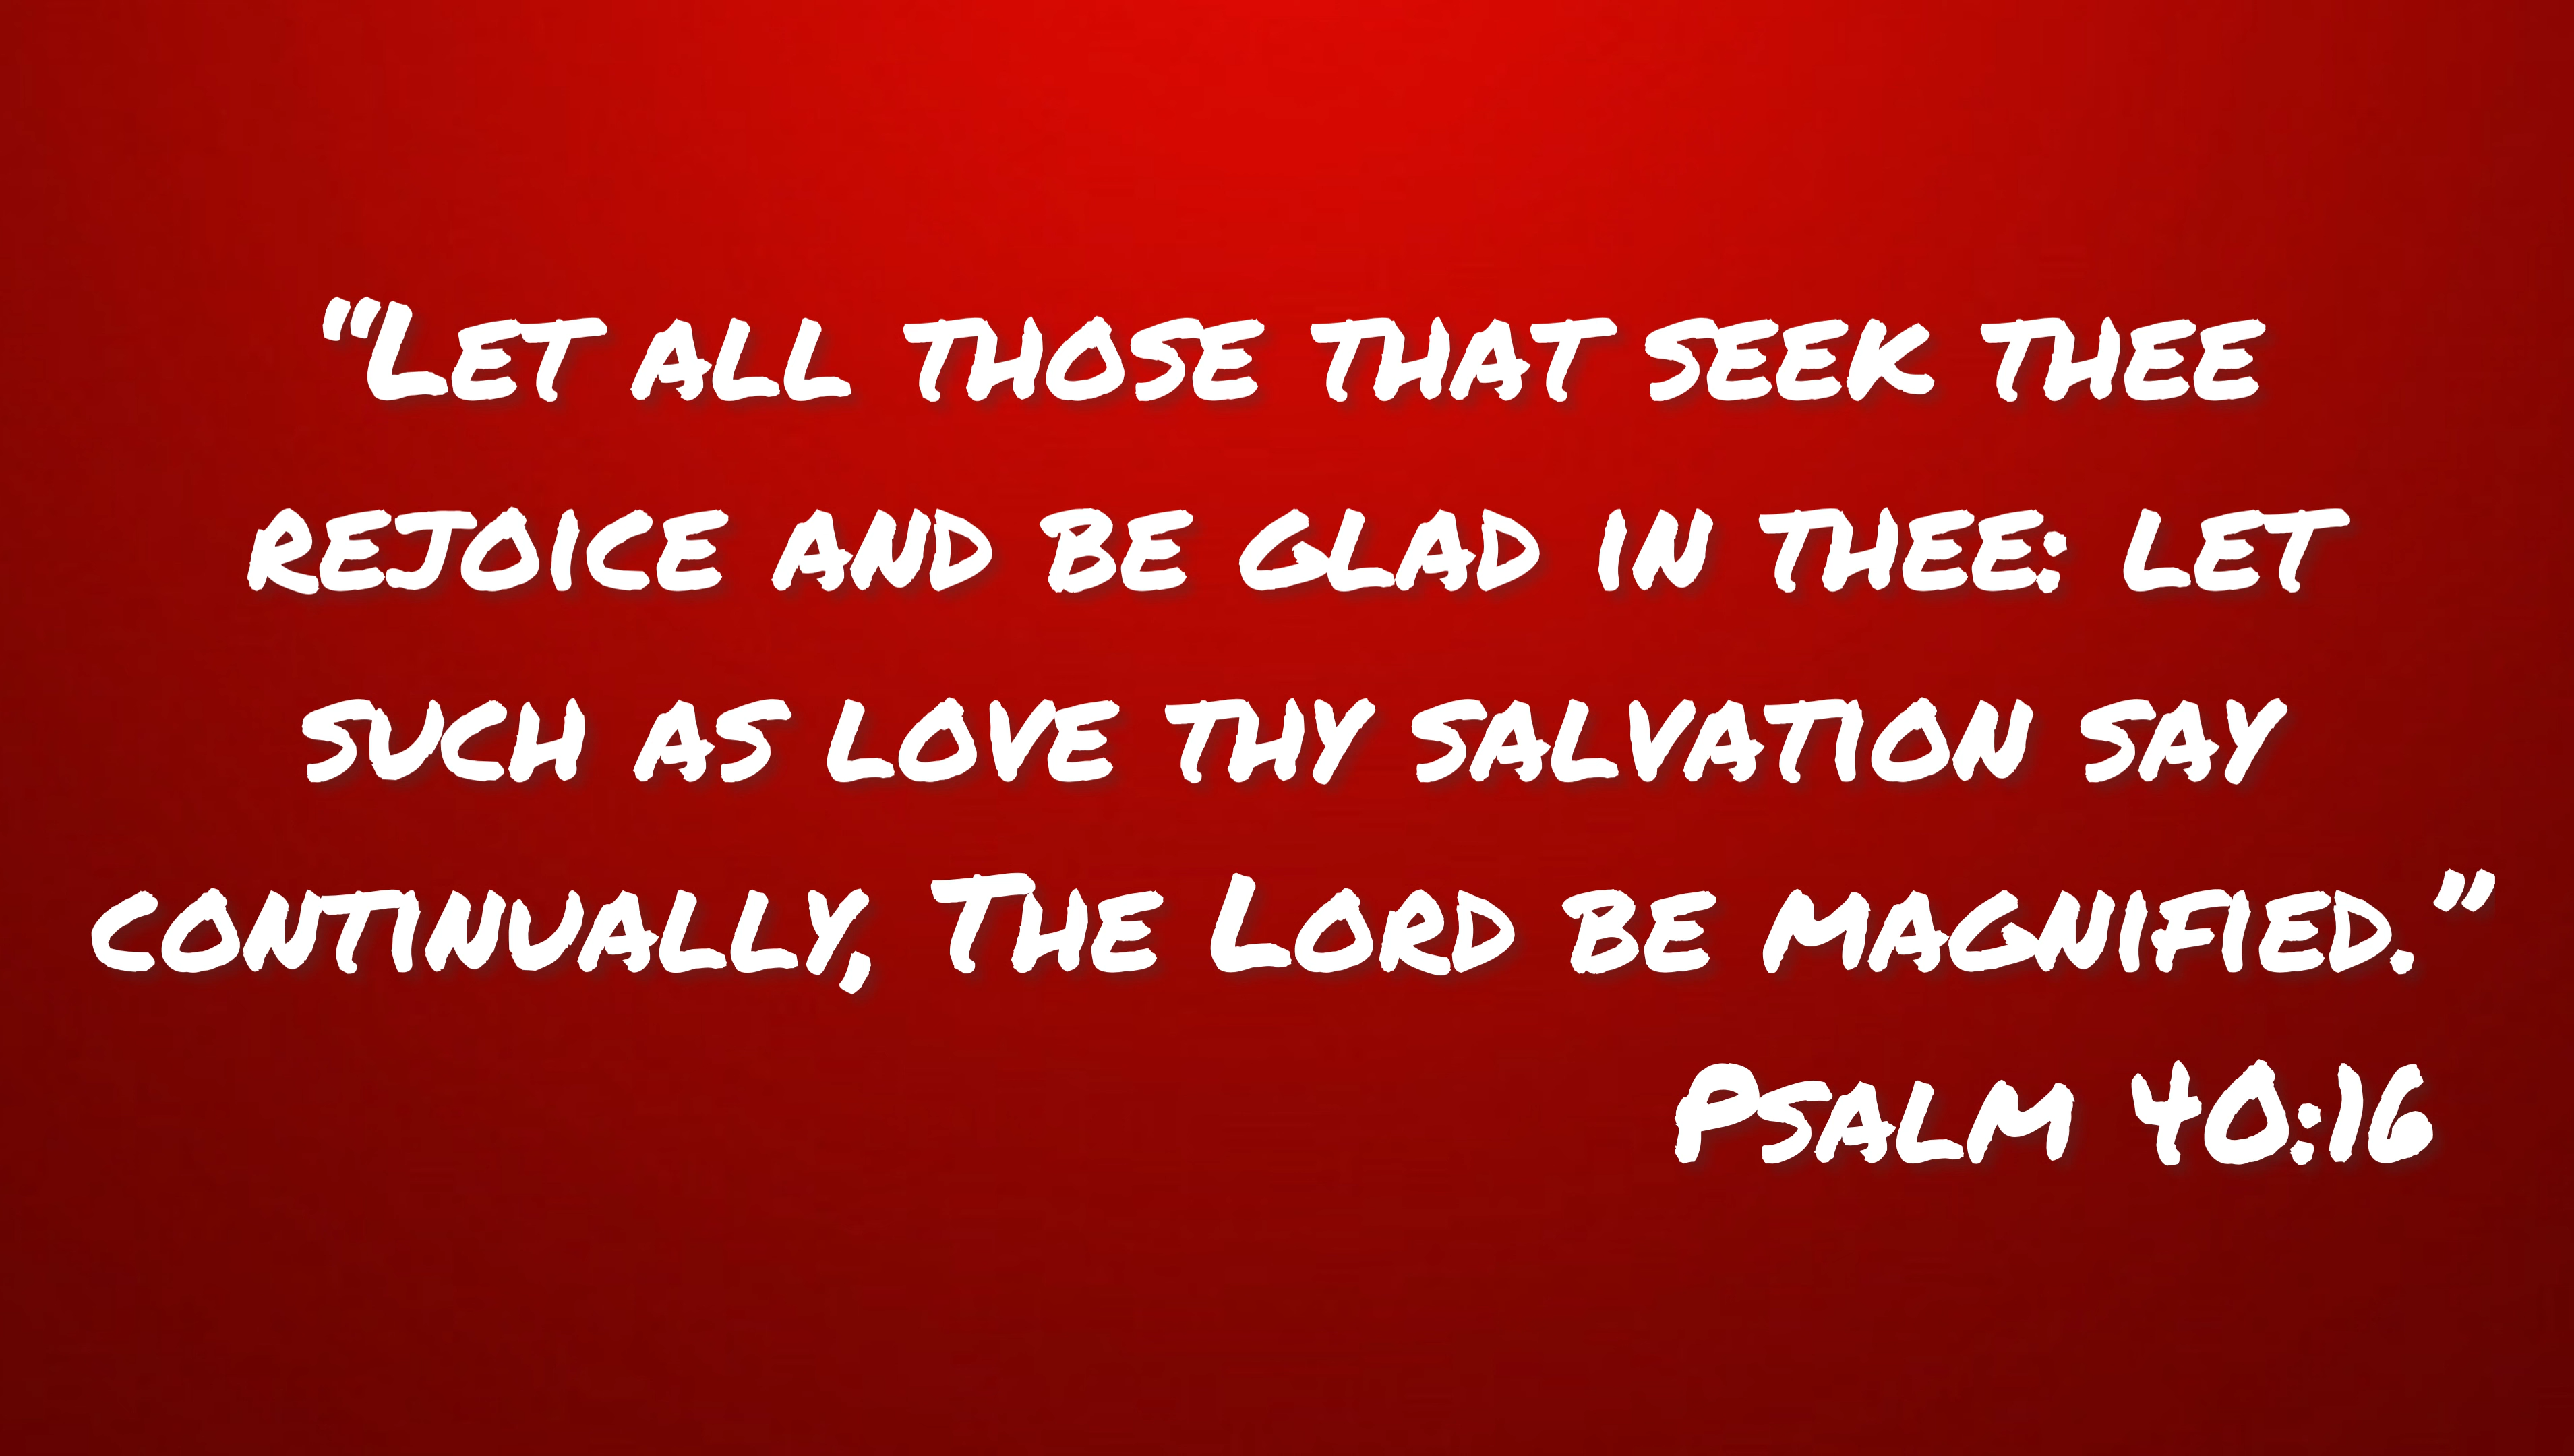 “Let all those that seek thee
rejoice and be glad in thee: let
such as love thy salvation say
continually, The Lord be magnified.”
Psalm 40:16